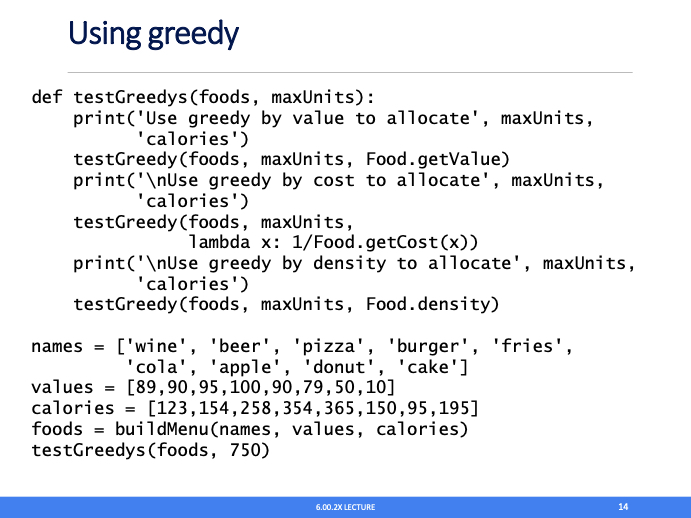 Using greedy
def testGreedys(foods, maxUnits):
    print('Use greedy by value to allocate', maxUnits,
          'calories')
    testGreedy(foods, maxUnits, Food.getValue)
    print('\nUse greedy by cost to allocate', maxUnits,
          'calories')
    testGreedy(foods, maxUnits,
               lambda x: 1/Food.getCost(x))
    print('\nUse greedy by density to allocate', maxUnits,
          'calories')
    testGreedy(foods, maxUnits, Food.density)
names = ['wine', 'beer', 'pizza', 'burger', 'fries',
         'cola', 'apple', 'donut', 'cake']
values = [89,90,95,100,90,79,50,10]
calories = [123,154,258,354,365,150,95,195]
foods = buildMenu(names, values, calories)
testGreedys(foods, 750)
6.00.2X LECTURE
14